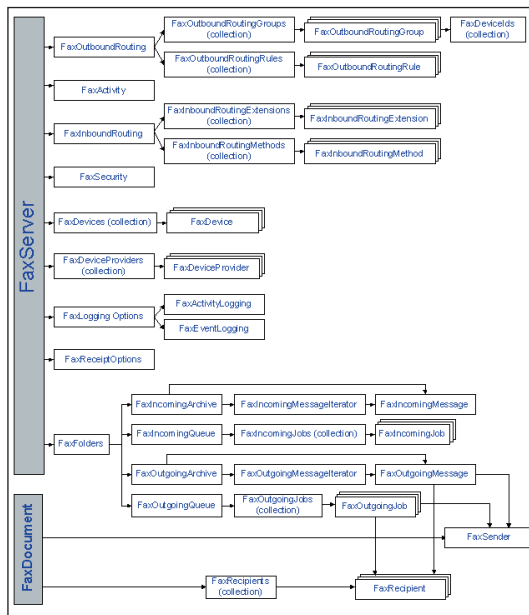 FaxServer
FaxOutboundRouting
FaxOutboundRoutingGroups
(collection)
FaxOutboundRoutingGroup
FaxDeviceIds
(collection)
FaxOutboundRoutingRules
(collection)
FaxOutboundRoutingRule
FaxActivity
FaxInboundRouting
FaxInboundRoutingExtensions
(collection)
FaxInboundRoutingExtension
FaxInboundRoutingMethods
(collection)
FaxInboundRoutingMethod
FaxSecurity
FaxDevices (collection)
FaxDevice
FaxDeviceProviders
(collection)
FaxDeviceProvider
FaxLogging Options
FaxActivityLogging
FaxEventLogging
FaxReceiptOptions
FaxFolders
FaxIncomingArchive
FaxIncomingMessageIterator
FaxIncomingMessage
FaxIncomingQueue
FaxIncomingJobs (collection)
FaxIncomingJob
FaxOutgoingArchive
FaxOutgoingMessageIterator
FaxOutgoingMessage
FaxOutgoingQueue
FaxOutgoingJobs
(collection)
FaxOutgoingJob
FaxDocument
FaxSender
FaxRecipients
(collection)
FaxRecipient